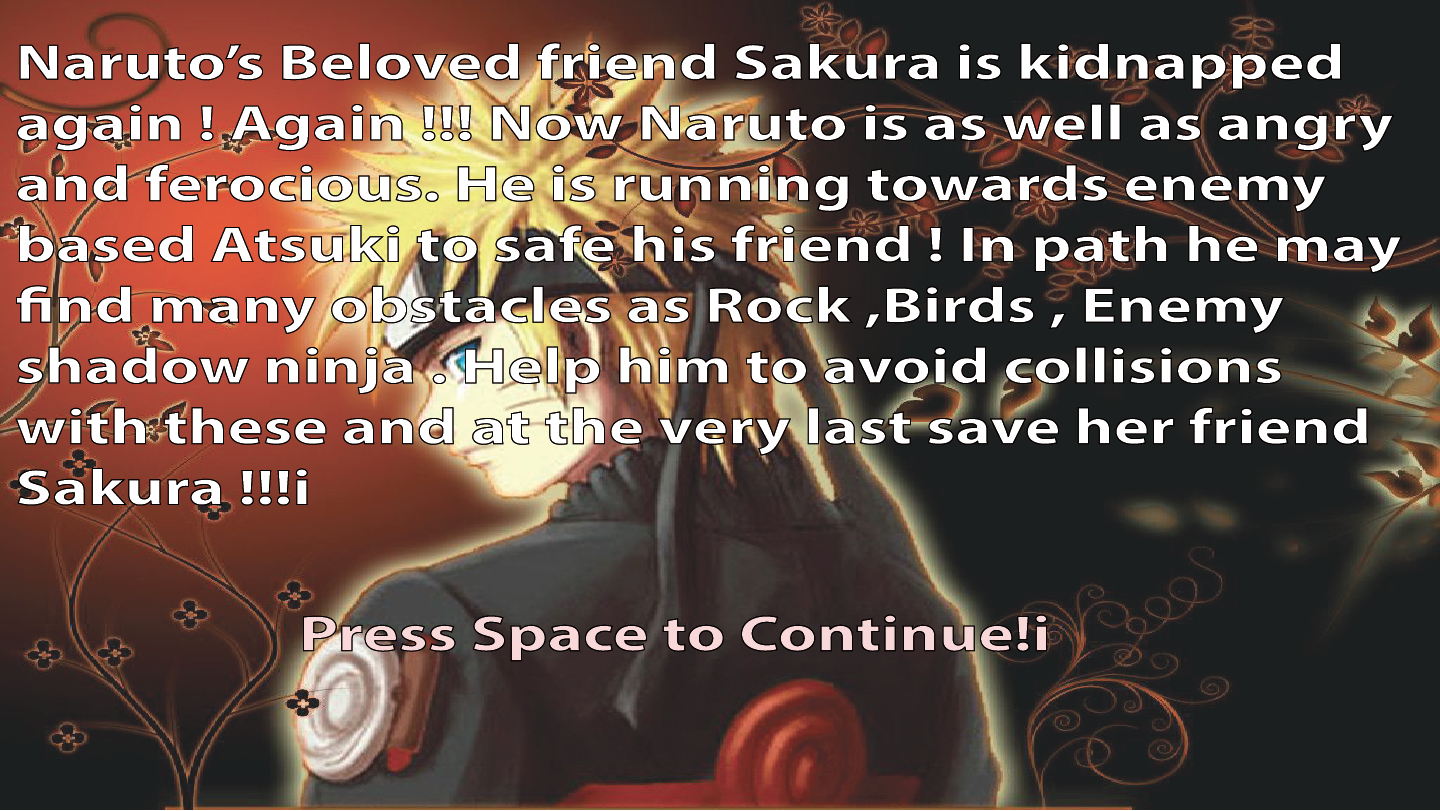 Naruto’s Beloved friend Sakura is kidnapped
again ! Again !!! Now Naruto is as well as angry
and ferocious. He is running towards enemy
based Atsuki to safe his friend ! In path he may
find many obstacles as Rock ,Birds , Enemy
shadow ninja . Help him to avoid collisions
with these and at the very last save her friend
Sakura !!!i
Press Space to Continue!i